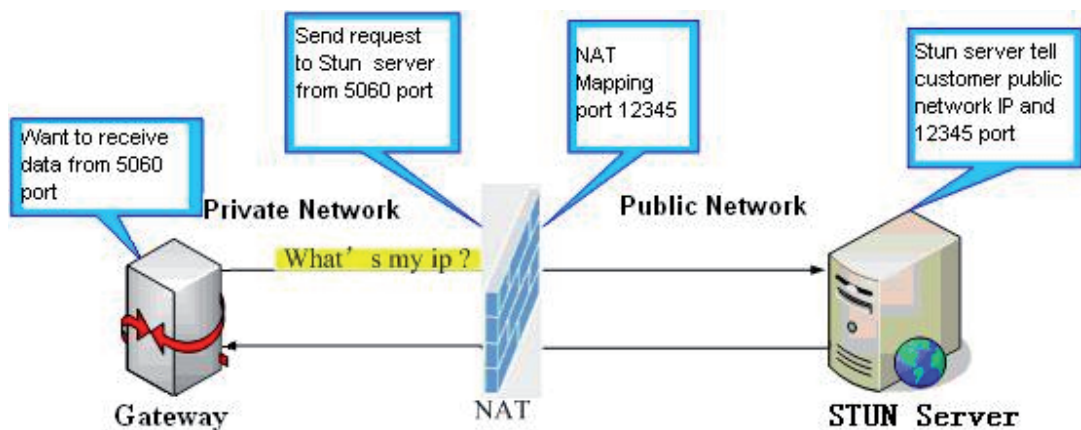 Send request
to Stun server
from 5060 port
NAT
Mapping
port 12345
Stun server tell
customer public
network IP and
12345 port
Want to receive
data from 5060
port
Private Network
Public Network
What's my ip ?
Gateway
NAT
STUN Server